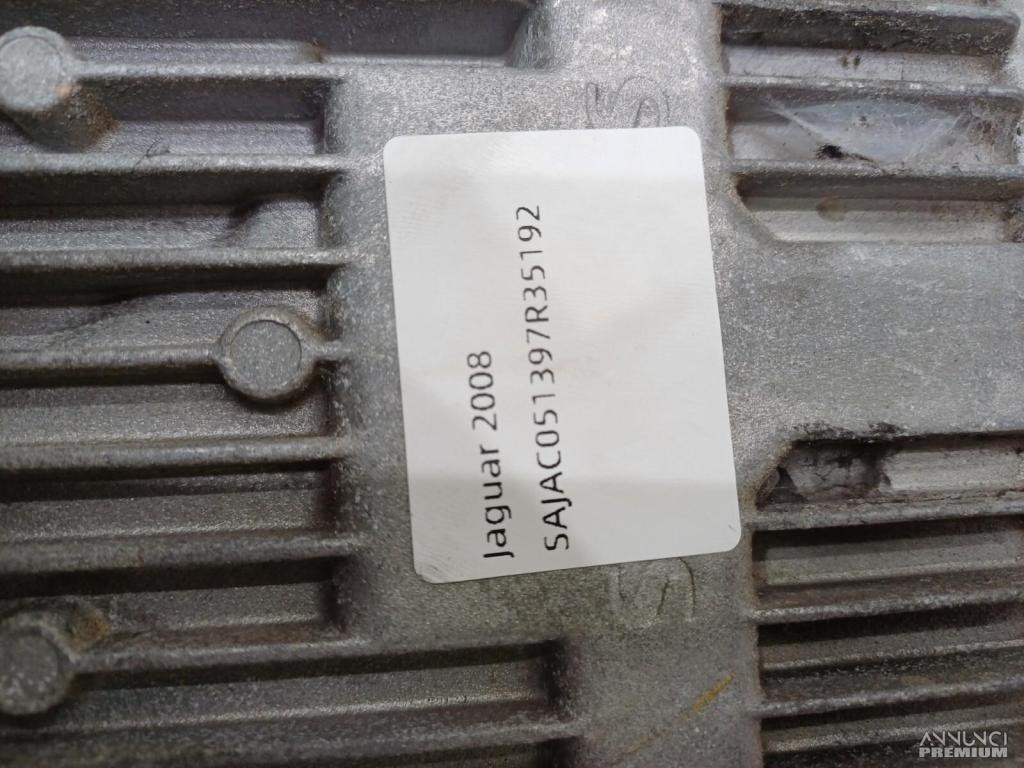 Jaguar 2008
SAJAC051397R35192
ANNUNCI
PREMIUM